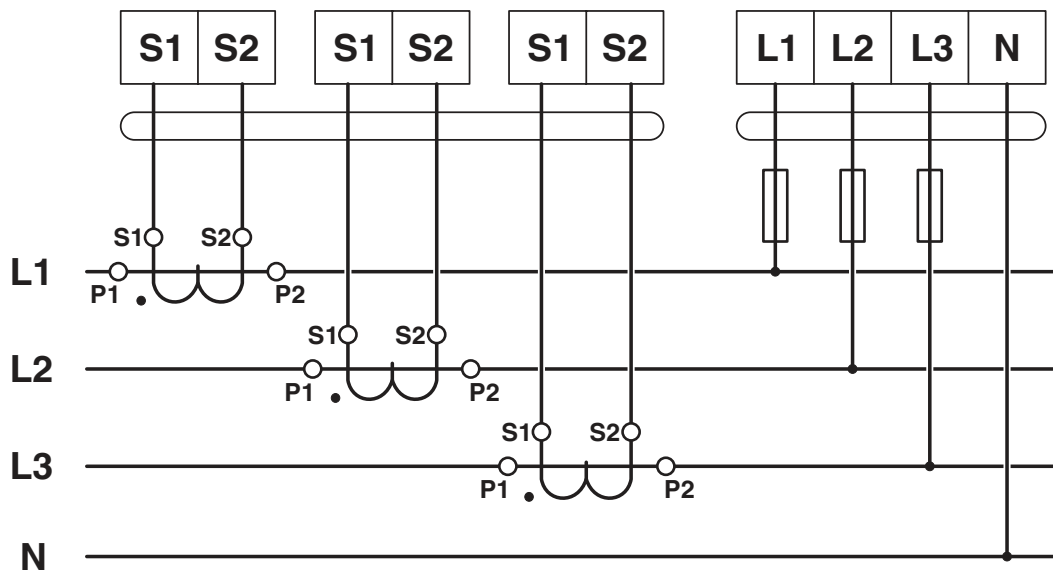 S1 S2 S1 S2 S1 S2 L1 L2 L3 N
S1 S2
L1
P1 P2
S1 S2
L2
P1 P2
S1 S2
L3
P1 P2
N